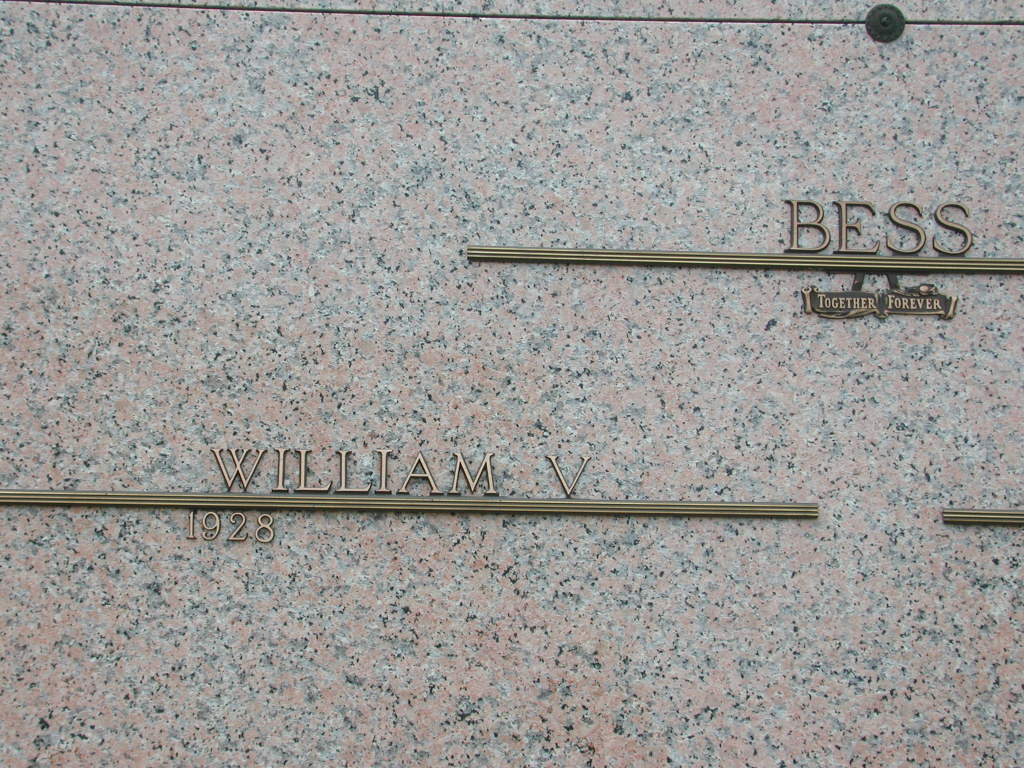 BESS
TOGETHER FOREVER
WILLIAM V
1928